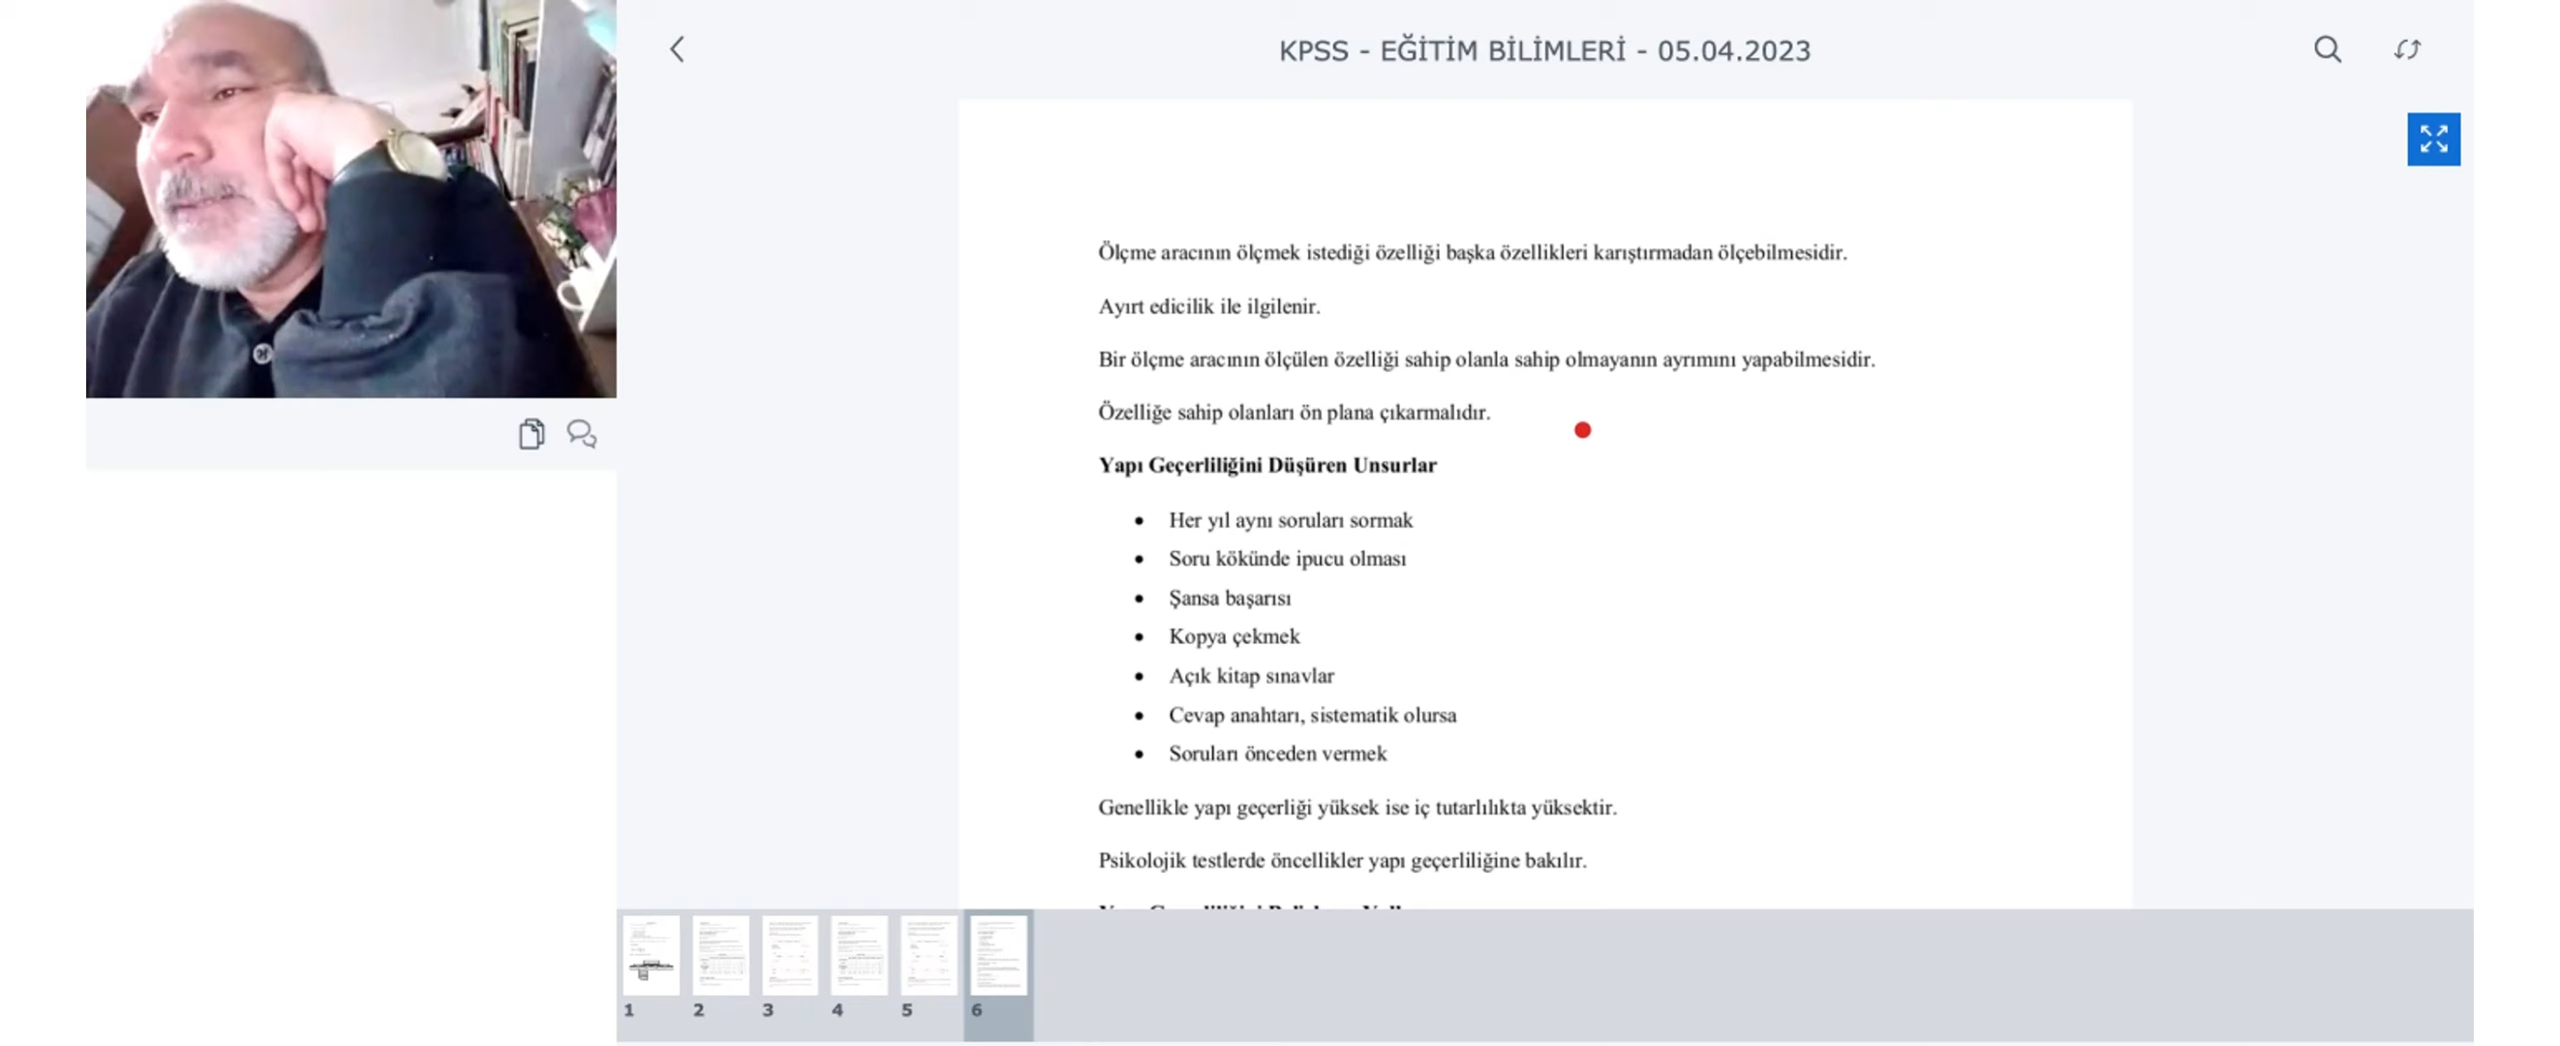 KPSS - EĞİTİM BİLİMLERİ - 05.04.2023
Ölçme aracının ölçmek istediği özelliği başka özellikleri karıştırmadan ölçebilmesidir.
Ayırt edicilik ile ilgilenir.
Bir ölçme aracının ölçülen özelliği sahip olanla sahip olmayanın ayrımını yapabilmesidir.
Özelliğe sahip olanları ön plana çıkarmalıdır.
Yapı Geçerliliğini Düşüren Unsurlar
• Her yıl aynı soruları sormak
• Soru kökünde ipucu olması
• Şansa başarısı
• Kopya çekmek
• Açık kitap sınavlar
• Cevap anahtarı, sistematik olursa
• Soruları önceden vermek
Genellikle yapı geçerliği yüksek ise iç tutarlılıkta yüksektir.
Psikolojik testlerde öncellikler yapı geçerliliğine bakılır.
1 2 3 4 5 6